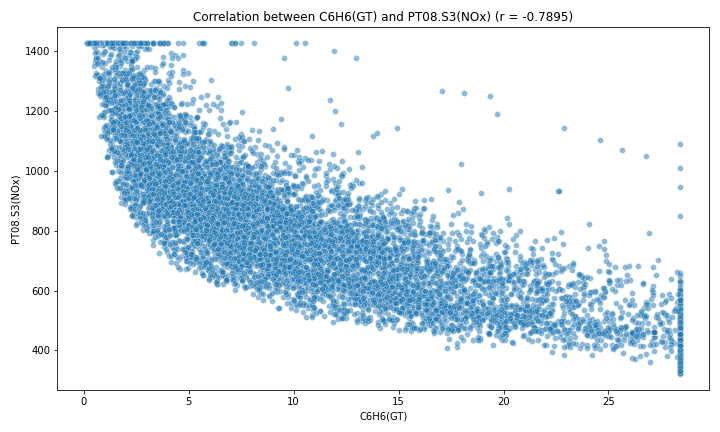 Correlation between C6H6(GT) and PT08.S3(NOx) (r = -0.7895)
1400
1200
1000
800
600
400
PT08.S3(NOx)
0 5 10 15 20 25
C6H6(GT)